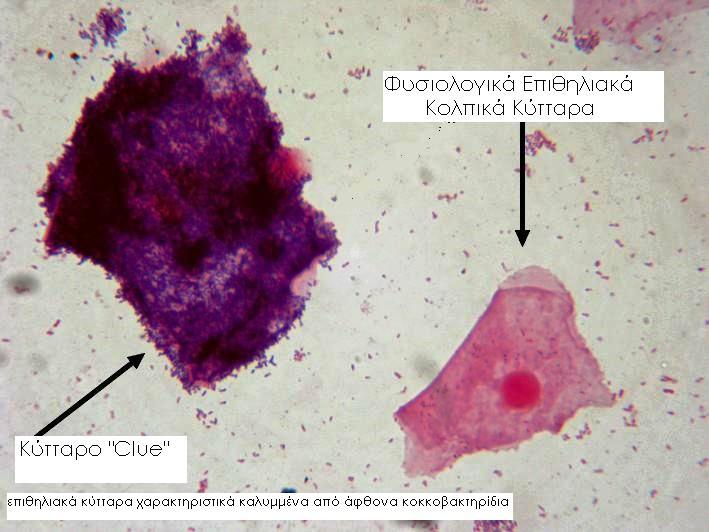 Φυσιολογικά Επιθηλιακά
Κολπικά Κύτταρα
Κύτταρο "Clue"
επιθηλιακά κύτταρα χαρακτηριστικά καλυμμένα από άφθονα κοκκοβακτηρίδια